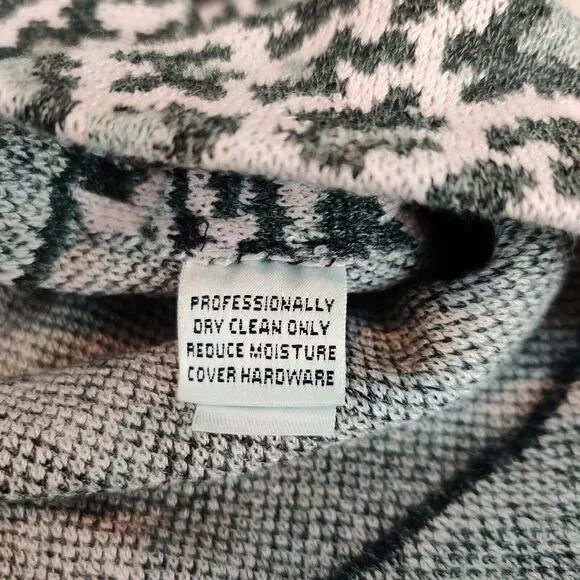 PROFESSIONALLY
DRY CLEAN ONLY
REDUCE MOISTURE
COVER HARDWARE